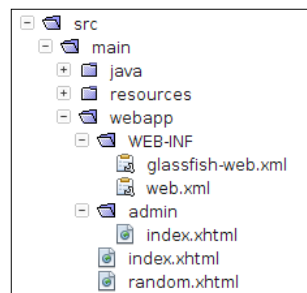 src
main
java
resources
webapp
WEB-INF
glassfish-web.xml
web.xml
admin
index.xhtml
index.xhtml
random.xhtml